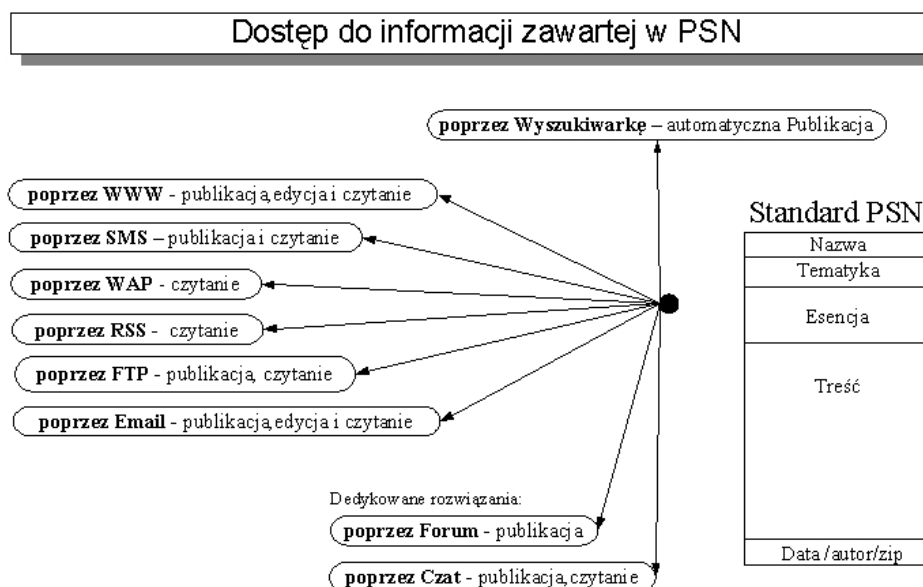 Dostęp do informacji zawartej w PSN
poprzez Wyszukiwarkę – automatyczna Publikacja
poprzez WWW - publikacja,edycja i czytanie
poprzez SMS – publikacja i czytanie
poprzez WAP - czytanie
poprzez RSS - czytanie
poprzez FTP - publikacja, czytanie
poprzez Email - publikacja,edycja i czytanie
Dedykowane rozwiązania:
poprzez Forum - publikacja
poprzez Czat - publikacja,czytanie
Standard PSN
Nazwa
Tematyka
Esencja
Treść
Data /autor/zip